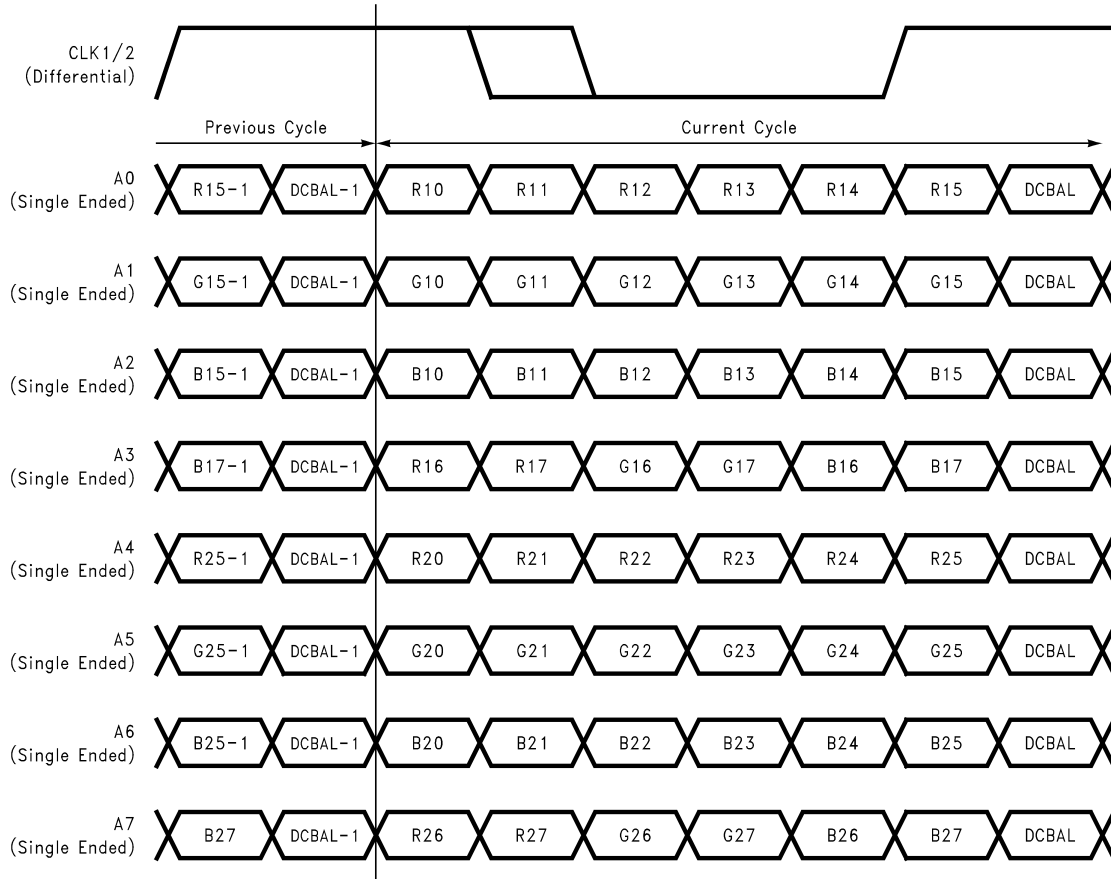 CLK1/2
(Differential)
Previous Cycle Current Cycle
A0
(Single Ended)
R15-1 DCBAL-1 R10 R11 R12 R13 R14 R15 DCBAL
A1
(Single Ended)
G15-1 DCBAL-1 G10 G11 G12 G13 G14 G15 DCBAL
A2
(Single Ended)
B15-1 DCBAL-1 B10 B11 B12 B13 B14 B15 DCBAL
A3
(Single Ended)
B17-1 DCBAL-1 R16 R17 G16 G17 B16 B17 DCBAL
A4
(Single Ended)
R25-1 DCBAL-1 R20 R21 R22 R23 R24 R25 DCBAL
A5
(Single Ended)
G25-1 DCBAL-1 G20 G21 G22 G23 G24 G25 DCBAL
A6
(Single Ended)
B25-1 DCBAL-1 B20 B21 B22 B23 B24 B25 DCBAL
A7
(Single Ended)
B27 DCBAL-1 R26 R27 G26 G27 B26 B27 DCBAL